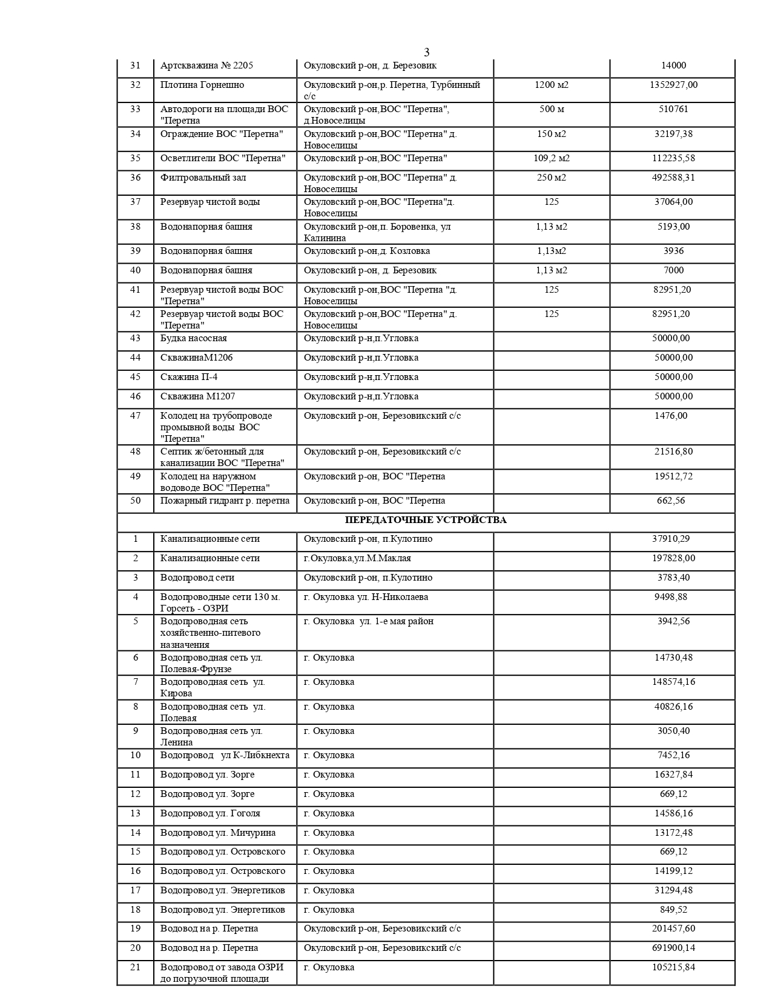 3
31 Артскважина № 2205 Окуловский р-он, д. Березовик 14000
32 Плотина Горнешно Окуловский р-он,р. Перетна, Турбинный 1200 м2 1352927,00
с/с
33 Автодороги на площади ВОС Окуловский р-он,ВОС "Перетна", 500 м 510761
"Перетна д.Новоселицы
34 Ограждение ВОС "Перетна" Окуловский р-он,ВОС "Перетна" д. 150 м2 32197,38
Новоселицы
35 Осветлители ВОС "Перетна" Окуловский р-он,ВОС "Перетна" 109,2 м2 112235,58
36 Филтровальный зал Окуловский р-он,ВОС "Перетна" д. 250 м2 492588,31
Новоселицы
37 Резервуар чистой воды Окуловский р-он,ВОС "Перетна"д. 125 37064,00
Новоселицы
38 Водонапорная башня Окуловский р-он,п. Боровенка, ул 1,13 м2 5193,00
Калинина
39 Водонапорная башня Окуловский р-он,д. Козловка 1,13м2 3936
40 Водонапорная башня Окуловский р-он, д. Березовик 1,13 м2 7000
41 Резервуар чистой воды ВОС Окуловский р-он,ВОС "Перетна "д. 125 82951,20
"Перетна" Новоселицы
42 Резервуар чистой воды ВОС Окуловский р-он,ВОС "Перетна" д. 125 82951,20
"Перетна" Новоселицы
43 Будка насосная Окуловский р-н,п.Угловка 50000,00
44 СкважинаМ1206 Окуловский р-н,п.Угловка 50000,00
45 Скажина П-4 Окуловский р-н,п.Угловка 50000,00
46 Скважина М1207 Окуловский р-н,п.Угловка 50000,00
47 Колодец на трубопроводе Окуловский р-он, Березовикский с/с 1476,00
промывной воды ВОС
"Перетна"
48 Септик ж/бетонный для Окуловский р-он, Березовикский с/с 21516,80
канализации ВОС "Перетна"
49 Колодец на наружном Окуловский р-он, ВОС "Перетна 19512,72
водоводе ВОС "Перетна"
50 Пожарный гидрант р. перетна Окуловский р-он, ВОС "Перетна 662,56
ПЕРЕДАТОЧНЫЕ УСТРОЙСТВА
1 Канализационные сети Окуловский р-он, п.Кулотино 37910,29
2 Канализационные сети г.Окуловка,ул.М.Маклая 197828,00
3 Водопровод сети Окуловский р-он, п.Кулотино 3783,40
4 Водопроводные сети 130 м. г. Окуловка ул. Н-Николаева 9498,88
Горсеть - ОЗРИ
5 Водопроводная сеть г. Окуловка ул. 1-е мая район 3942,56
хозяйственно-питевого
назначения
6 Водопроводная сеть ул. г. Окуловка 14730,48
Полевая-Фрунзе
7 Водопроводная сеть ул. г. Окуловка 148574,16
Кирова
8 Водопроводная сеть ул. г. Окуловка 40826,16
Полевая
9 Водопроводная сеть ул. г. Окуловка 3050,40
Ленина
10 Водопровод ул К-Либкнехта г. Окуловка 7452,16
11 Водопровод ул. Зорге г. Окуловка 16327,84
12 Водопровод ул. Зорге г. Окуловка 669,12
13 Водопровод ул. Гоголя г. Окуловка 14586,16
14 Водопровод ул. Мичурина г. Окуловка 13172,48
15 Водопровод ул. Островского г. Окуловка 669,12
16 Водопровод ул. Островского г. Окуловка 14199,12
17 Водопровод ул. Энергетиков г. Окуловка 31294,48
18 Водопровод ул. Энергетиков г. Окуловка 849,52
19 Водовод на р. Перетна Окуловский р-он, Березовикский с/с 201457,60
20 Водовод на р. Перетна Окуловский р-он, Березовикский с/с 691900,14
21 Водопровод от завода ОЗРИ г. Окуловка 105215,84
до погрузочной площади